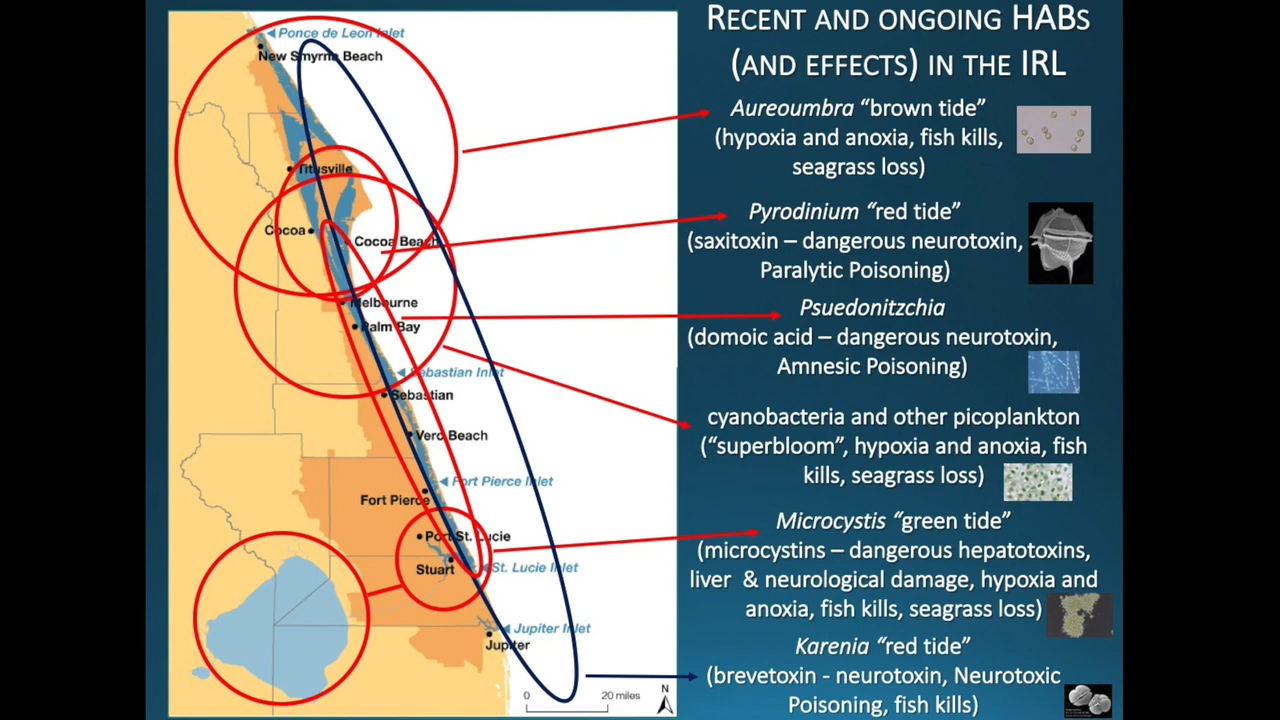 RECENT AND ONGOING HABS
(AND EFFECTS) IN THE IRL
Ponce de Leon Inlet
New Smyrna Beach
Titusville
Cocoa
Cocoa Beach
Melbourne
Palm Bay
Sebastian Inlet
Sebastian
Vero Beach
Fort Pierce Inlet
Fort Pierce
Port St. Lucie
Stuart
St. Lucie Inlet
Jupiter Inlet
Jupiter
0 20 miles
N
Aureoumbra “brown tide”
(hypoxia and anoxia, fish kills,
seagrass loss)
Pyrodinium “red tide”
(saxitoxin – dangerous neurotoxin,
Paralytic Poisoning)
Psuedonitzchia
(domoic acid – dangerous neurotoxin,
Amnesic Poisoning)
cyanobacteria and other picoplankton
(“superbloom”, hypoxia and anoxia, fish
kills, seagrass loss)
Microcystis “green tide”
(microcystins – dangerous hepatotoxins,
liver & neurological damage, hypoxia and
anoxia, fish kills, seagrass loss)
Karenia “red tide”
(brevetoxin - neurotoxin, Neurotoxic
Poisoning, fish kills)